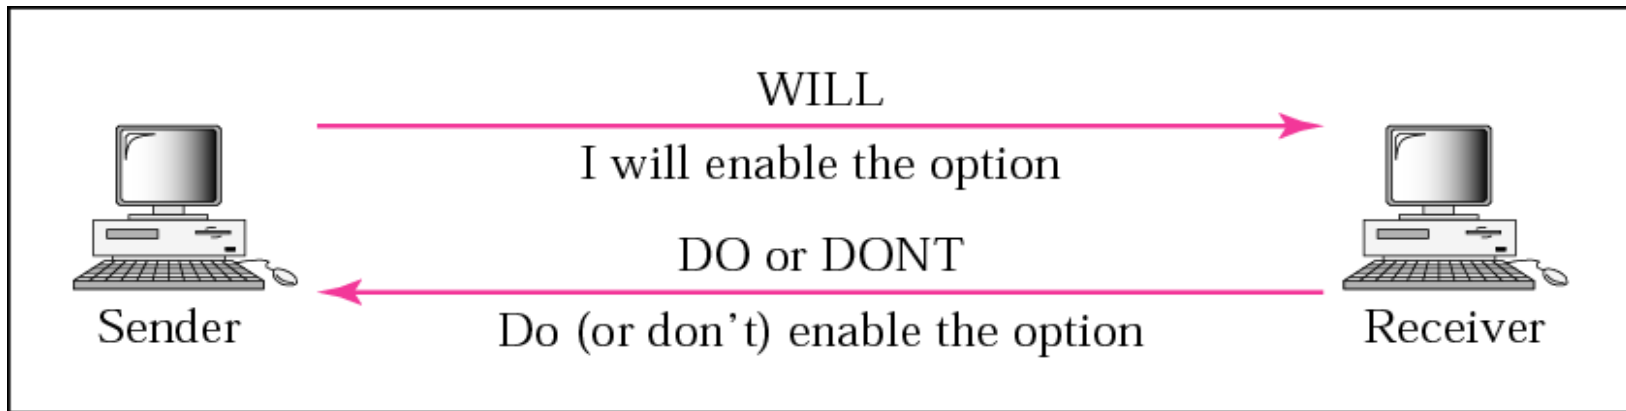 WILL
I will enable the option
DO or DONT
Do (or don’t) enable the option
Sender
Receiver